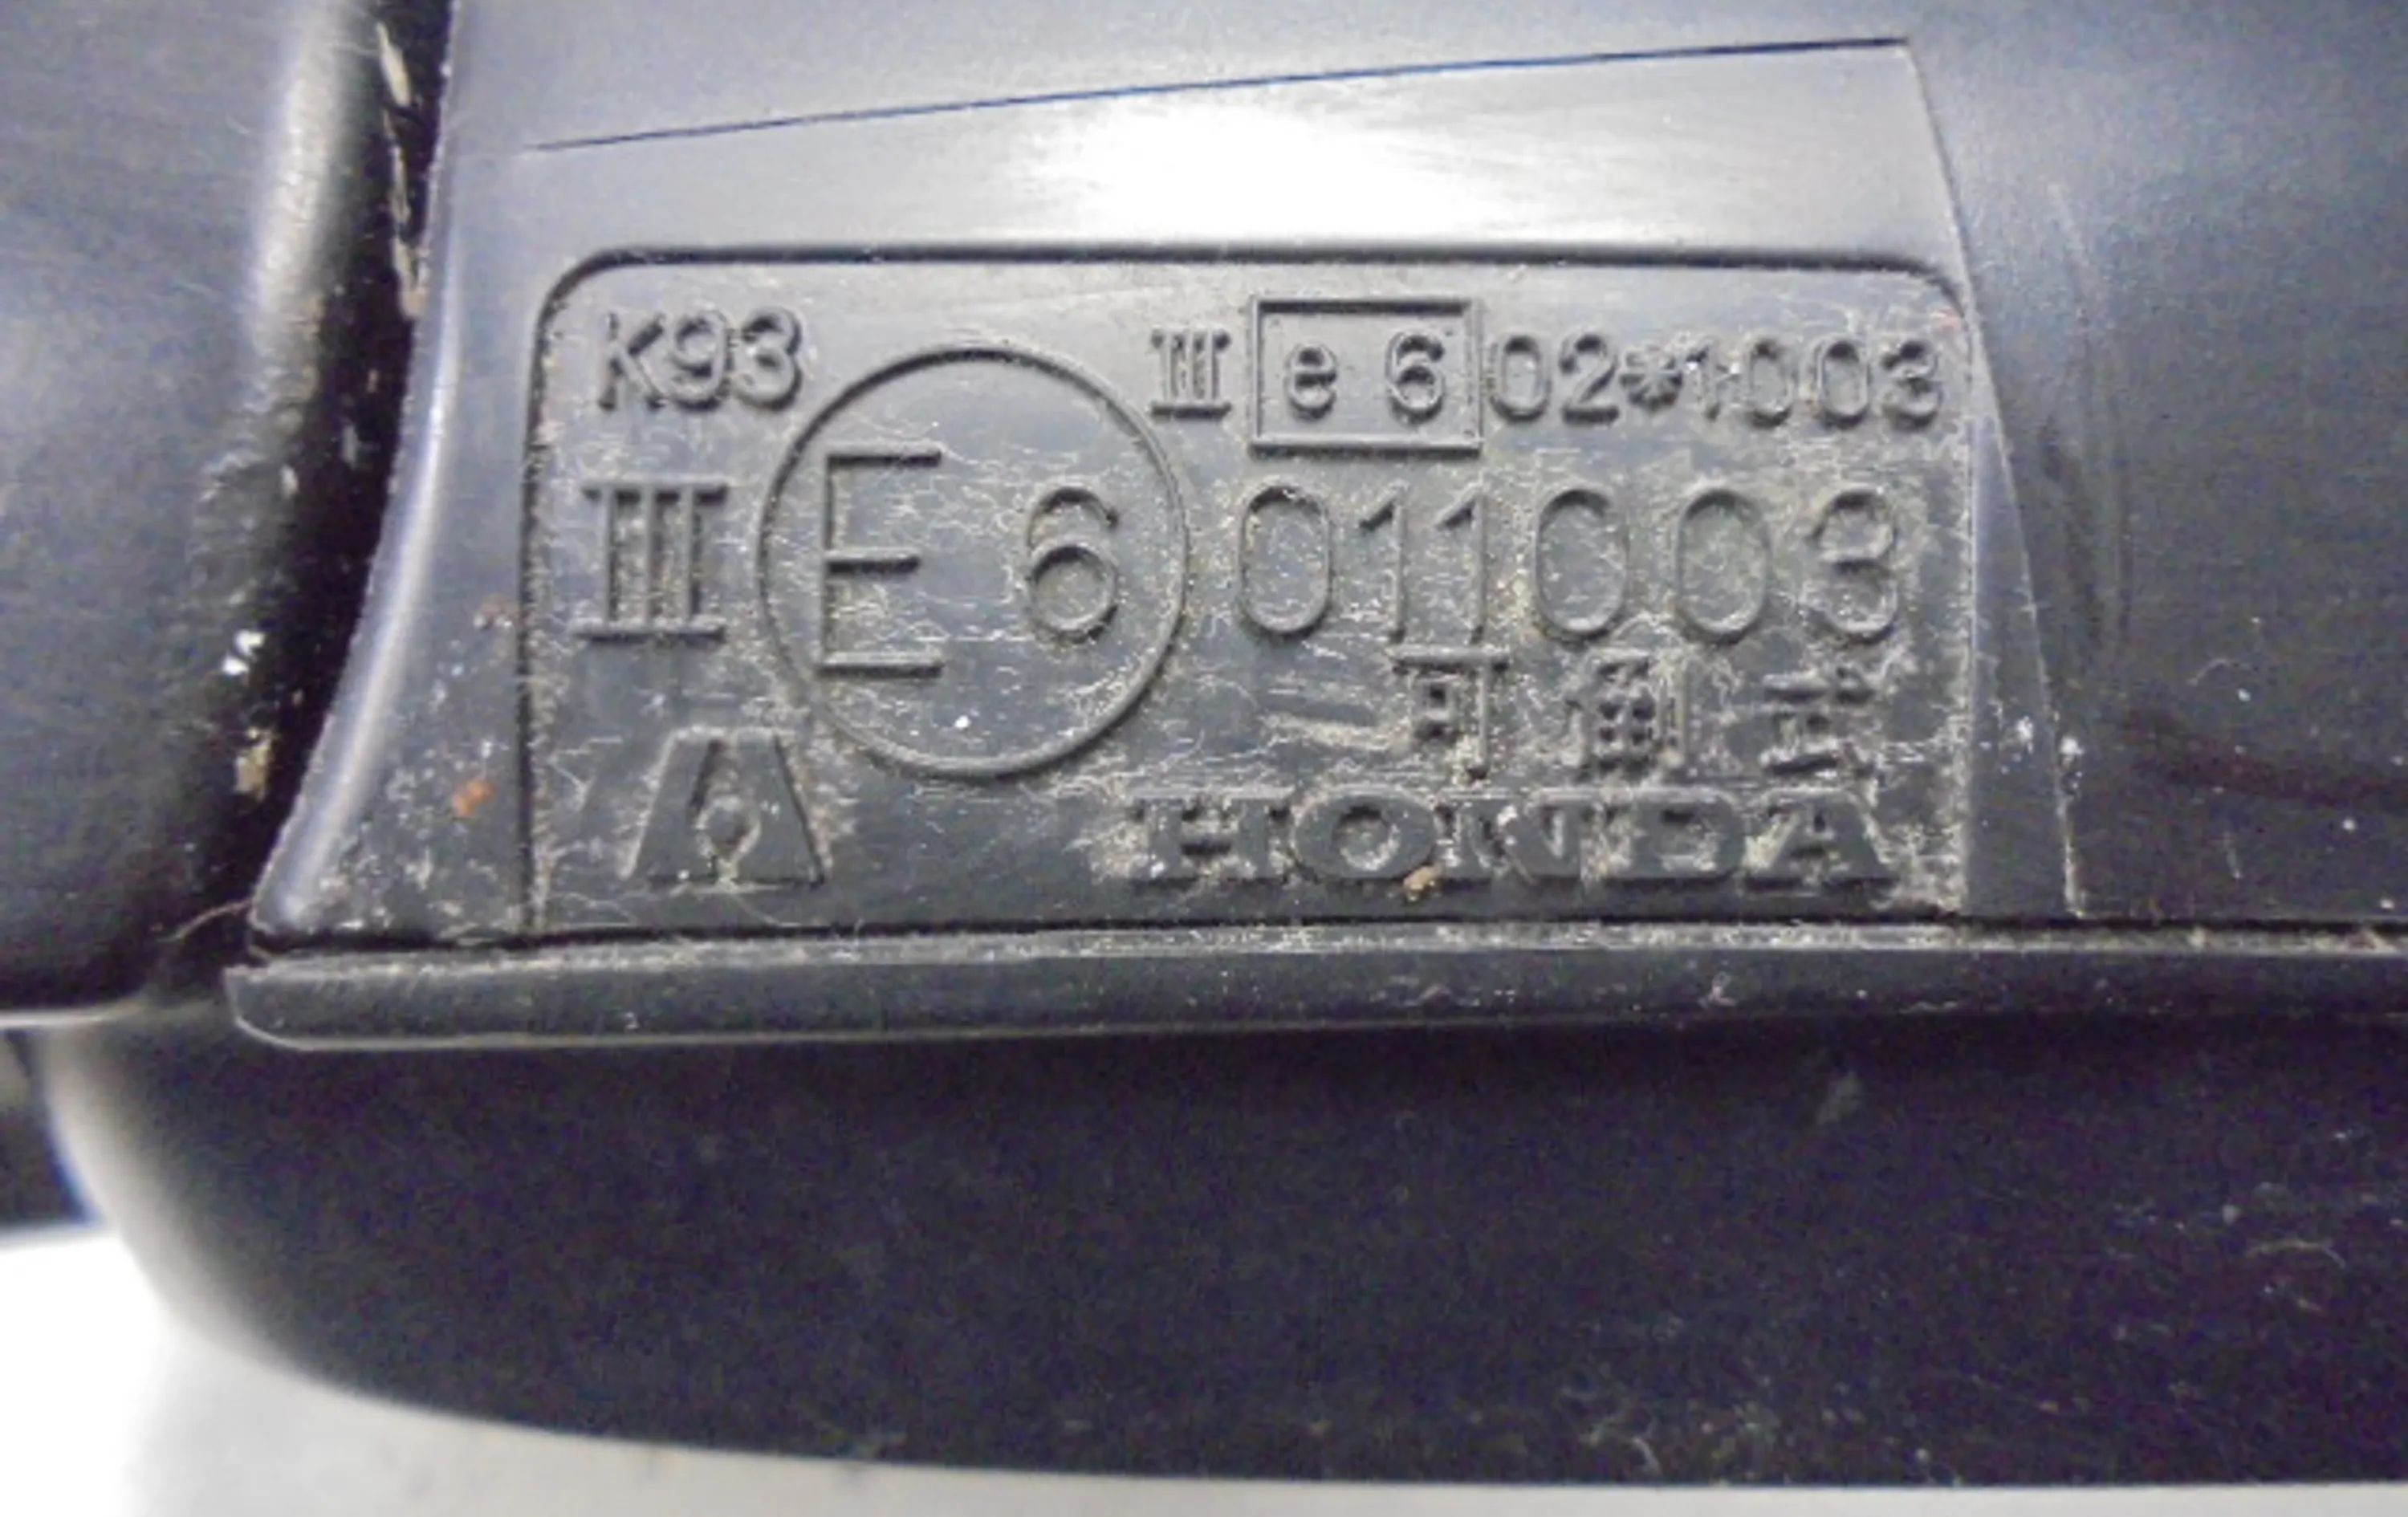 K93 III e 6 02*1003
III E 6 011003
可倒式
HONDA